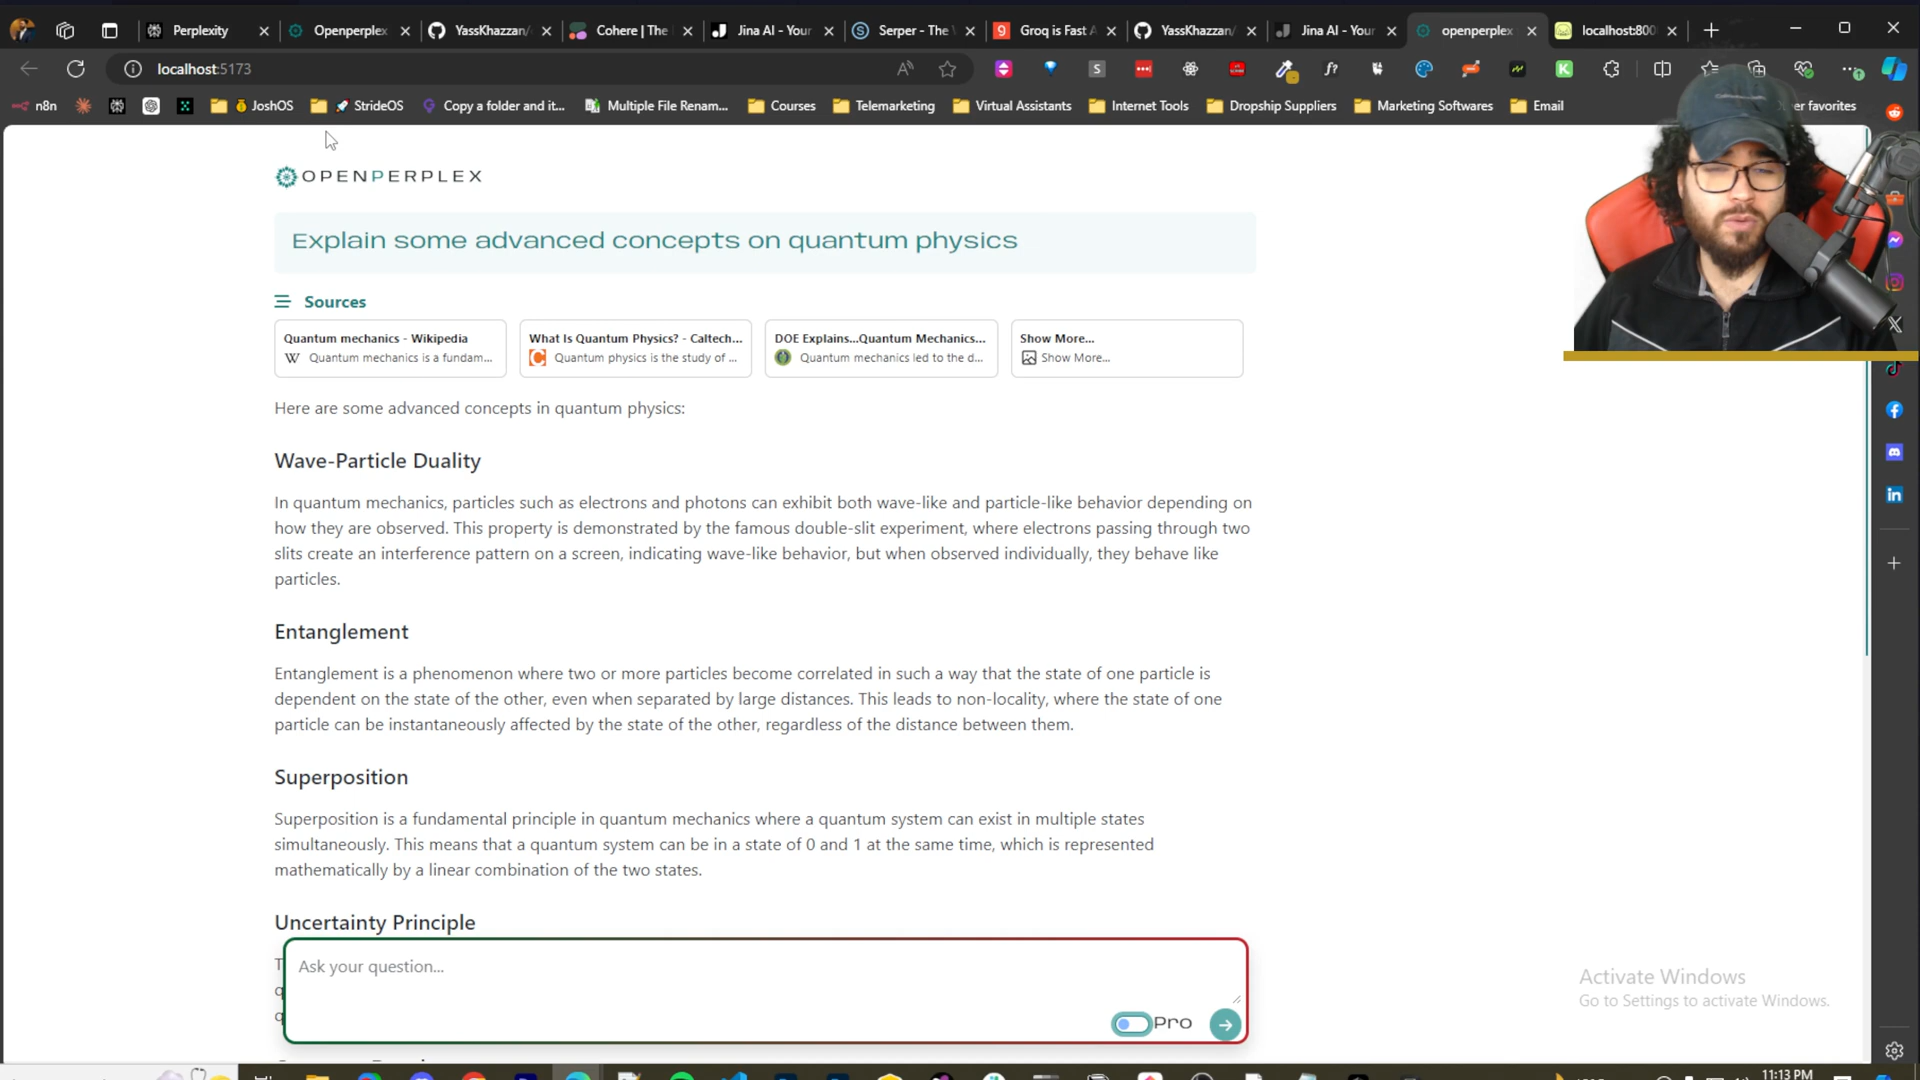 Perplexity
Openperplex
YassKhazzan/
Cohere | The
Jina AI - Your
Serper - The
Groq is Fast A
YassKhazzan/
Jina AI - Your
openperplex
localhost:800
localhost:5173
n8n
JoshOS
StrideOS
Copy a folder and it...
Multiple File Renam...
Courses
Telemarketing
Virtual Assistants
Internet Tools
Dropship Suppliers
Marketing Softwares
Email
er favorites
OPENPERPLEX
Explain some advanced concepts on quantum physics
Sources
Quantum mechanics - Wikipedia
Quantum mechanics is a fundam...
What Is Quantum Physics? - Caltech...
Quantum physics is the study of ...
DOE Explains...Quantum Mechanics...
Quantum mechanics led to the d...
Show More...
Show More...
Here are some advanced concepts in quantum physics:
Wave-Particle Duality
In quantum mechanics, particles such as electrons and photons can exhibit both wave-like and particle-like behavior depending on
how they are observed. This property is demonstrated by the famous double-slit experiment, where electrons passing through two
slits create an interference pattern on a screen, indicating wave-like behavior, but when observed individually, they behave like
particles.
Entanglement
Entanglement is a phenomenon where two or more particles become correlated in such a way that the state of one particle is
dependent on the state of the other, even when separated by large distances. This leads to non-locality, where the state of one
particle can be instantaneously affected by the state of the other, regardless of the distance between them.
Superposition
Superposition is a fundamental principle in quantum mechanics where a quantum system can exist in multiple states
simultaneously. This means that a quantum system can be in a state of 0 and 1 at the same time, which is represented
mathematically by a linear combination of the two states.
Uncertainty Principle
Ask your question...
Pro
Activate Windows
Go to Settings to activate Windows.
11:13 PM